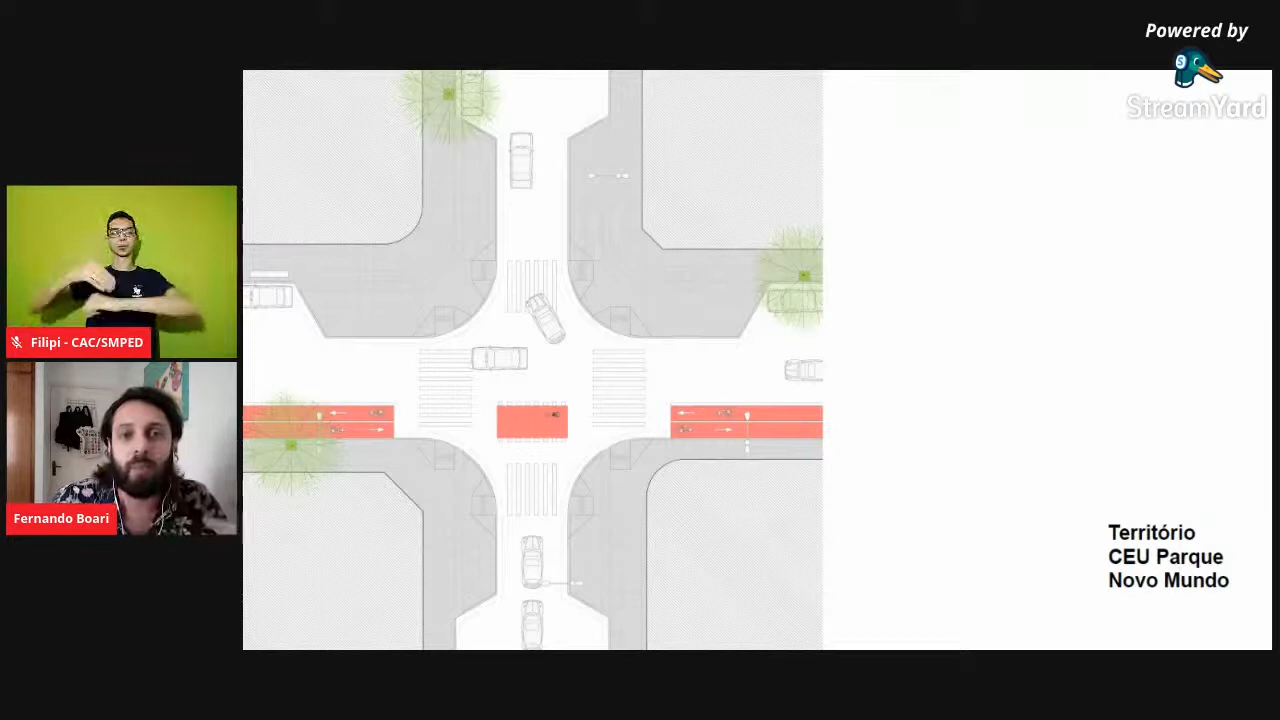 Powered by
StreamYard
Filipi - CAC/SMPED
Fernando Boari
Território
CEU Parque
Novo Mundo